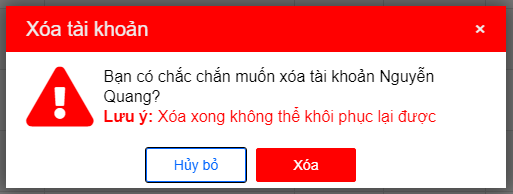 Xóa tài khoản ×
Bạn có chắc chắn muốn xóa tài khoản Nguyễn
Quang?
Lưu ý: Xóa xong không thể khôi phục lại được
Hủy bỏ Xóa